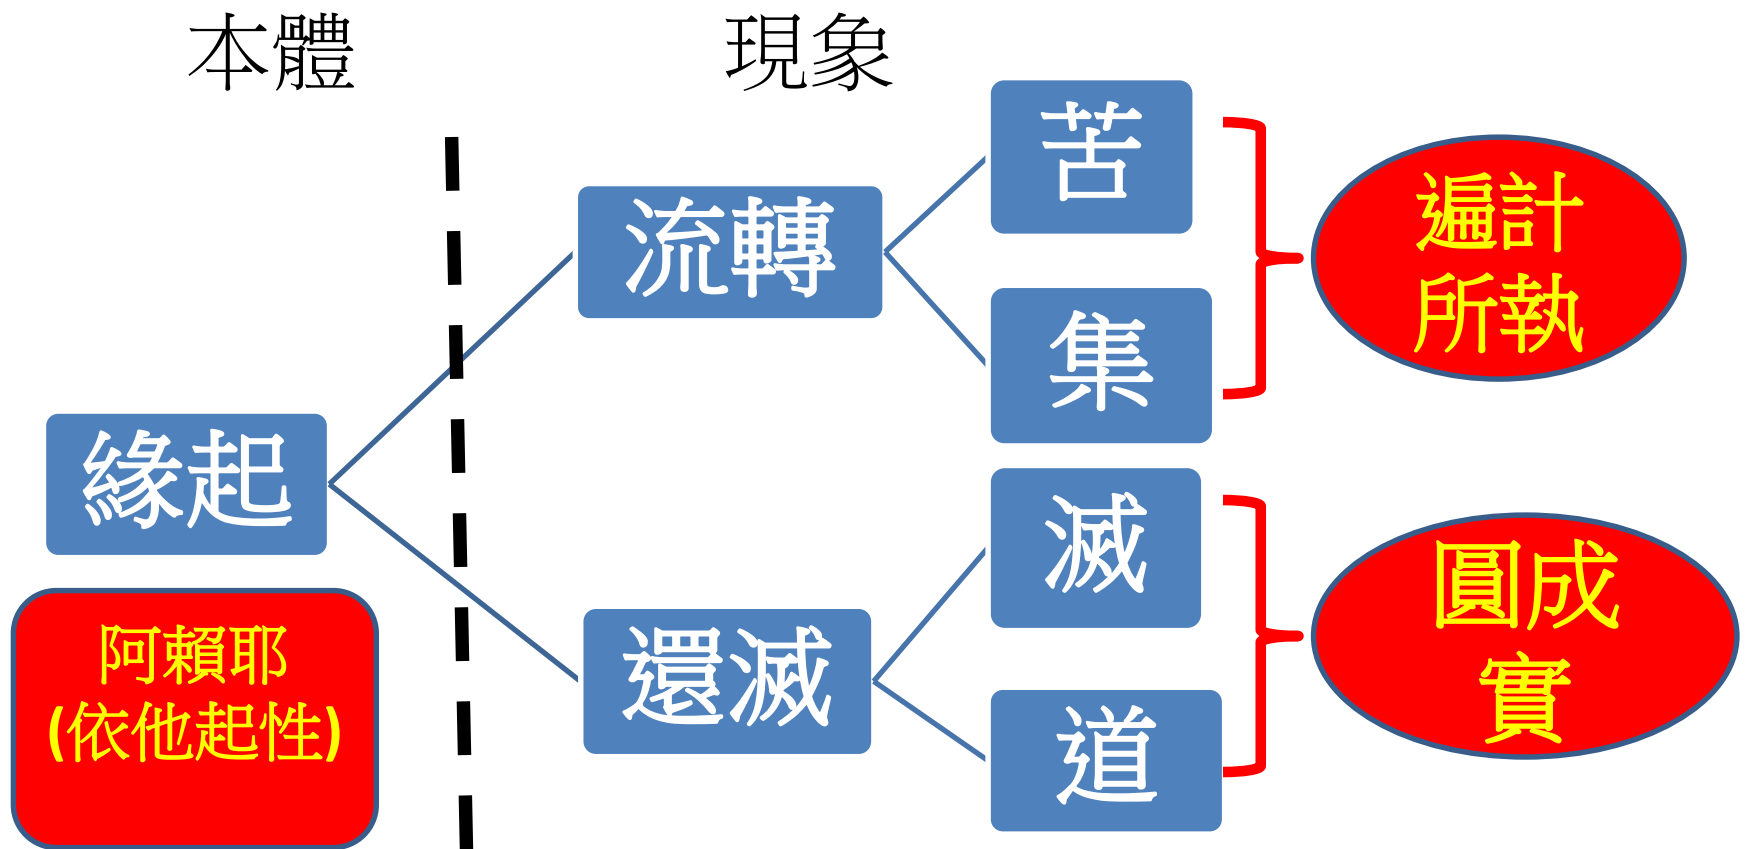 本體
現象
苦
流轉
遍計
所執
集
緣起
滅
圓成
實
阿賴耶
(依他起性)
還滅
道